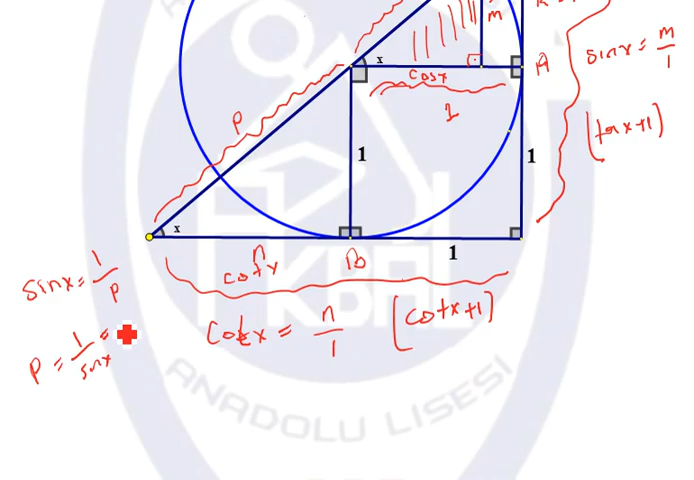 m
sinx = m/1
x
cosx
1
P
(tanx+1)
1
1
x
n
cotx
1
sinx = 1/P
cotx = n/1 (cotx+1)
P = 1/sinx =
ANADOLU LİSESİ